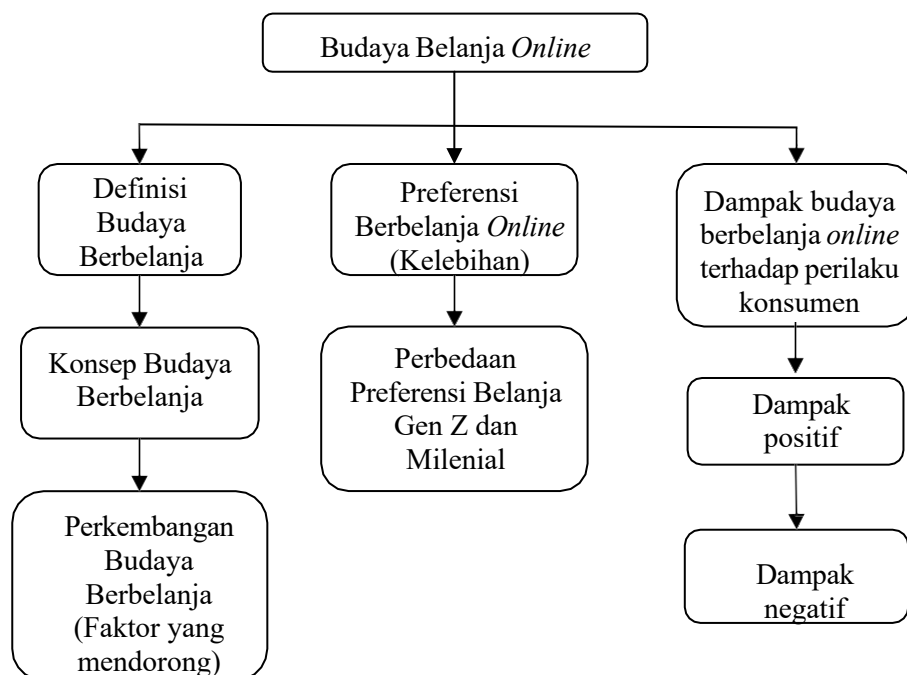 Budaya Belanja Online
Definisi
Budaya
Berbelanja
Konsep Budaya
Berbelanja
Perkembangan
Budaya
Berbelanja
(Faktor yang
mendorong)
Preferensi
Berbelanja Online
(Kelebihan)
Perbedaan
Preferensi Belanja
Gen Z dan
Milenial
Dampak budaya
berbelanja online
terhadap perilaku
konsumen
Dampak
positif
Dampak
negatif